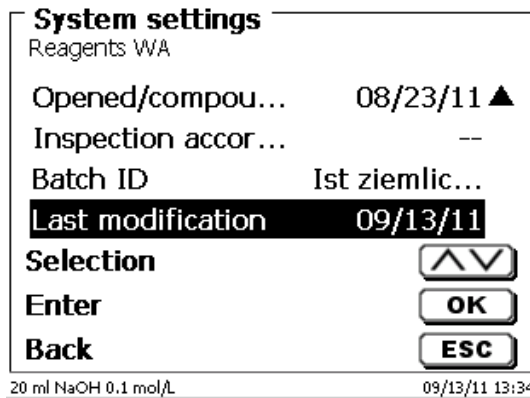 System settings
Reagents WA
Opened/compou... 08/23/11▲
Inspection accor... --
Batch ID Ist ziemlic...
Last modification 09/13/11
Selection
Enter OK
Back ESC
20 ml NaOH 0.1 mol/L 09/13/11 13:34